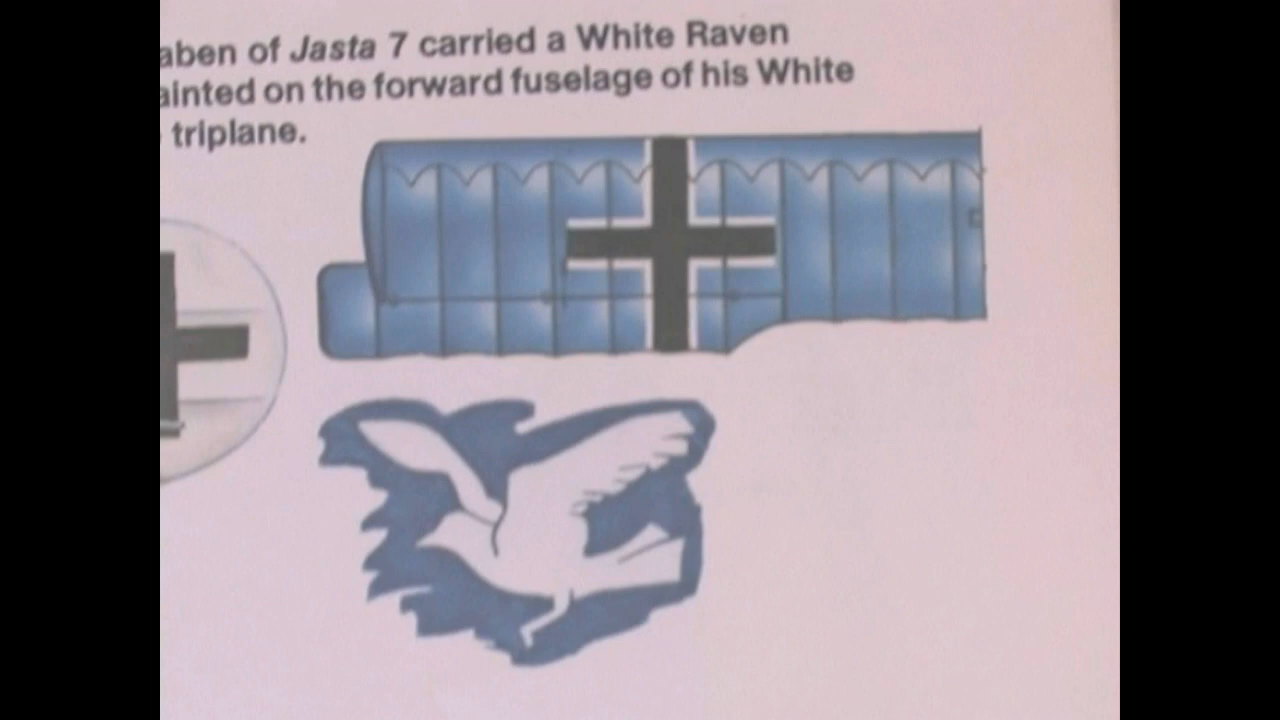 aben of Jasta 7 carried a White Raven
ainted on the forward fuselage of his White
triplane.